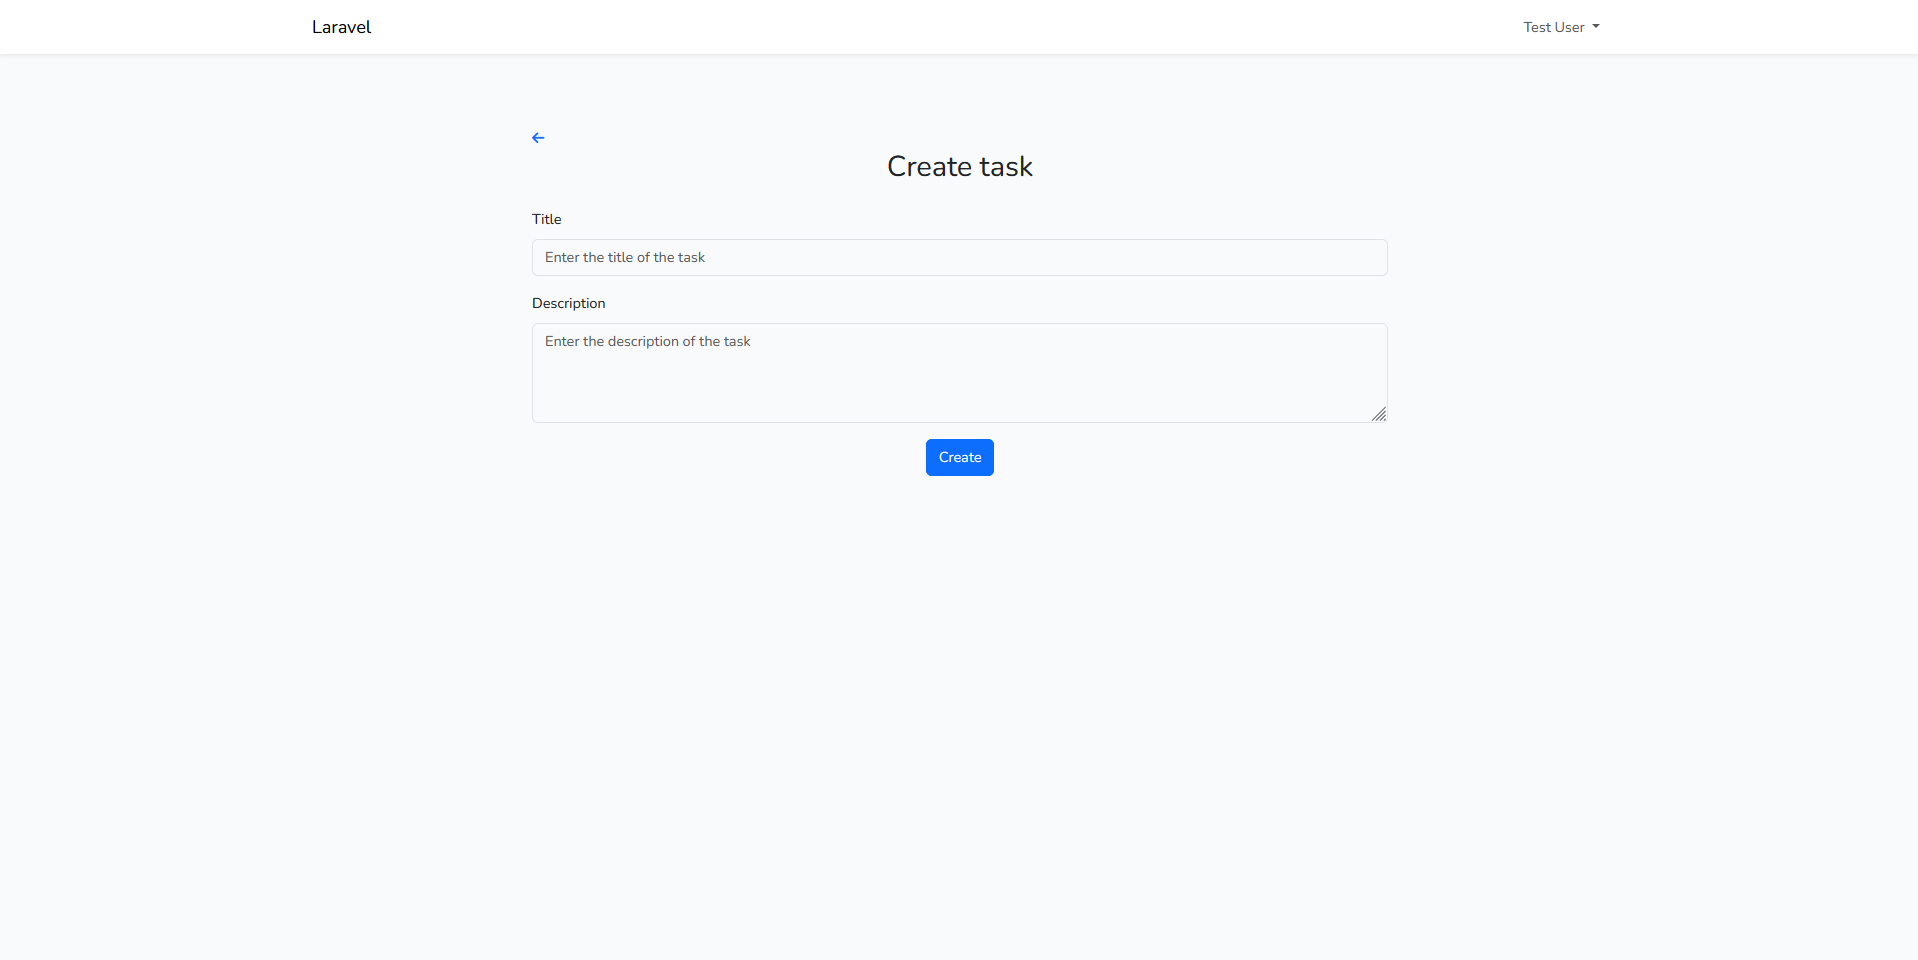 Laravel
Test User
Create task
Title
Enter the title of the task
Description
Enter the description of the task
Create